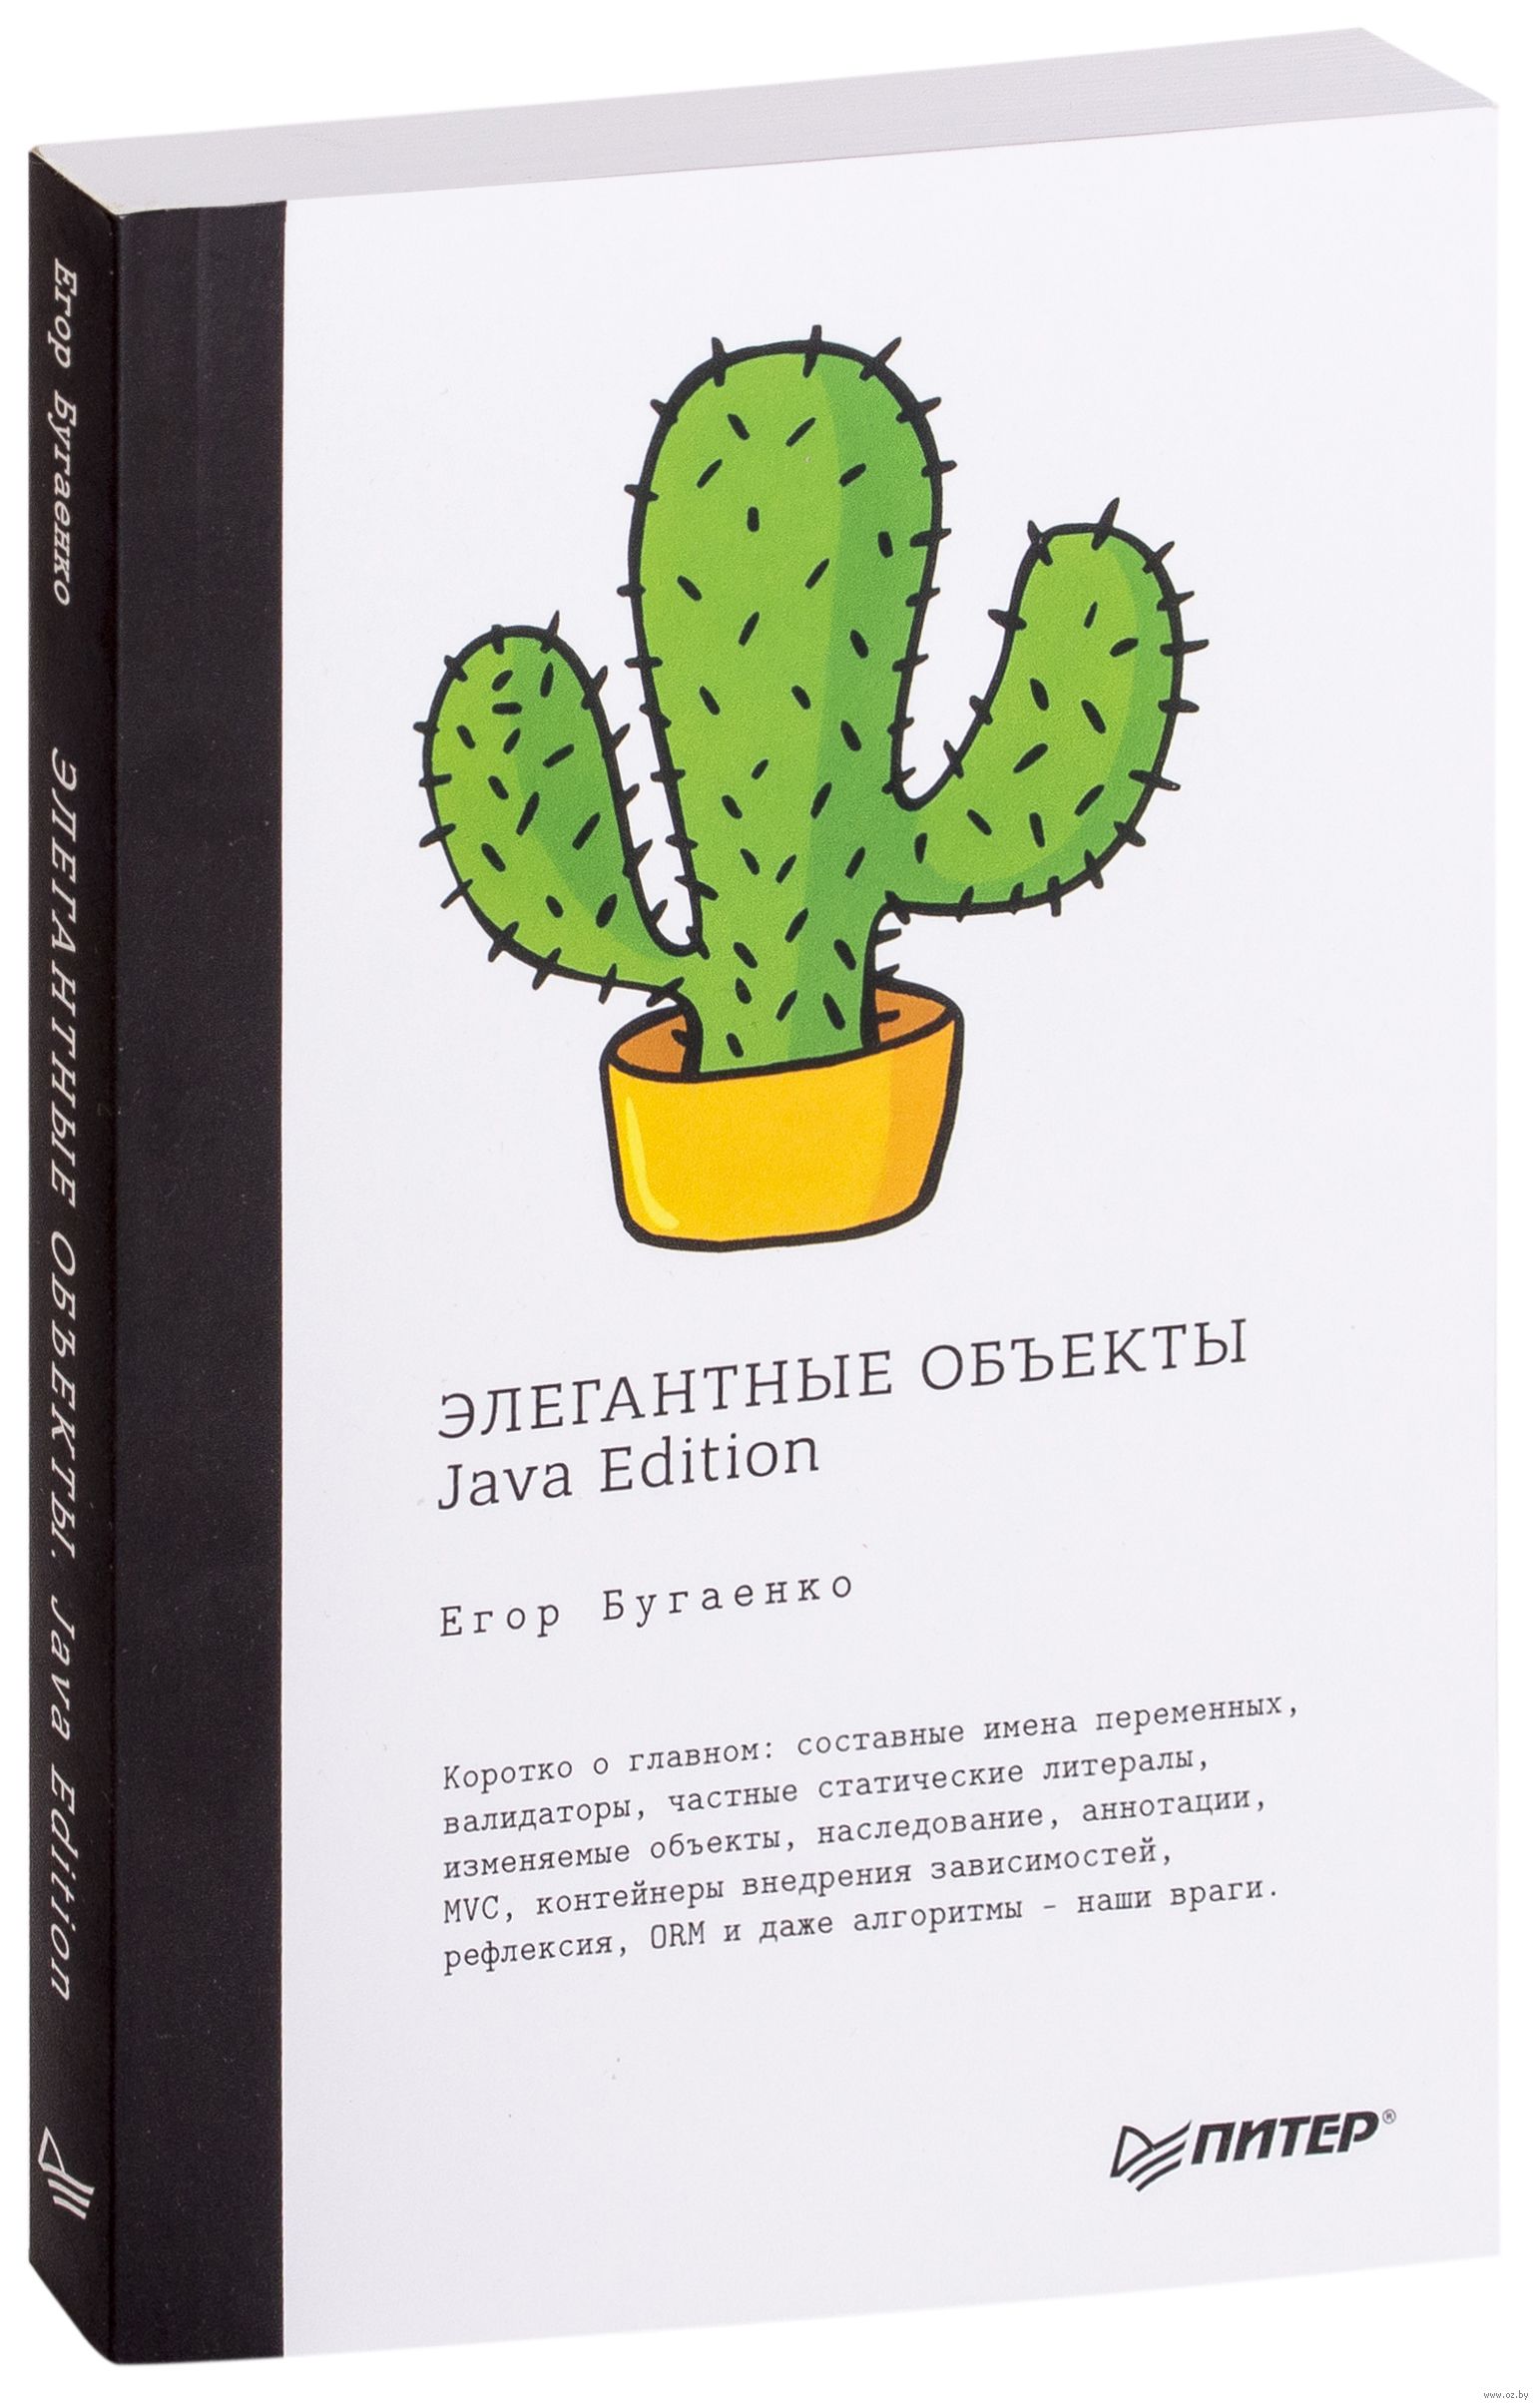 Егор Бугаенко
ЭЛЕГАНТНЫЕ ОБЪЕКТЫ. Java Edition
ЭЛЕГАНТНЫЕ ОБЪЕКТЫ
Java Edition
Егор Бугаенко
Коротко о главном: составные имена переменных,
валидаторы, частные статические литералы,
изменяемые объекты, наследование, аннотации,
MVC, контейнеры внедрения зависимостей,
рефлексия, ORM и даже алгоритмы – наши враги.
ПИТЕР®
www.oz.by